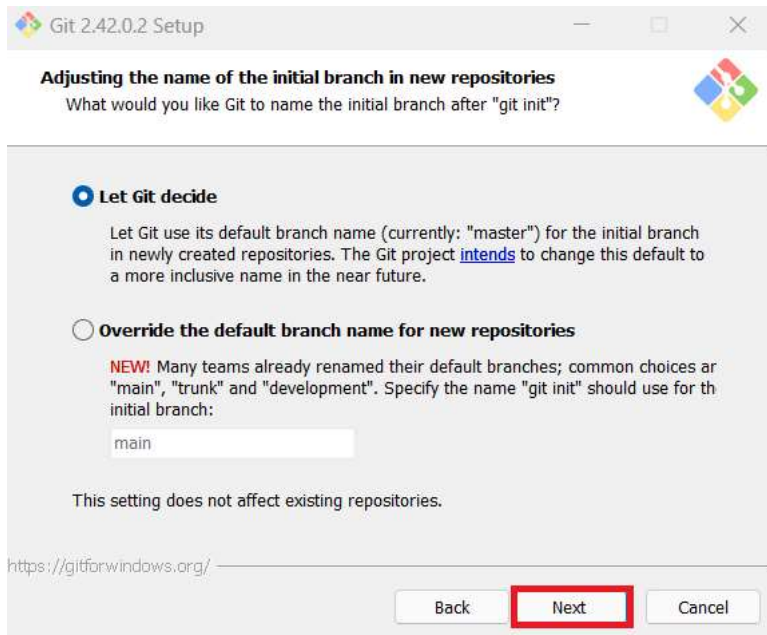 Git 2.42.0.2 Setup
Adjusting the name of the initial branch in new repositories
What would you like Git to name the initial branch after "git init"?
Let Git decide
Let Git use its default branch name (currently: "master") for the initial branch
in newly created repositories. The Git project intends to change this default to
a more inclusive name in the near future.
Override the default branch name for new repositories
NEW! Many teams already renamed their default branches; common choices ar
"main", "trunk" and "development". Specify the name "git init" should use for th
initial branch:
main
This setting does not affect existing repositories.
https://gitforwindows.org/
Back Next Cancel